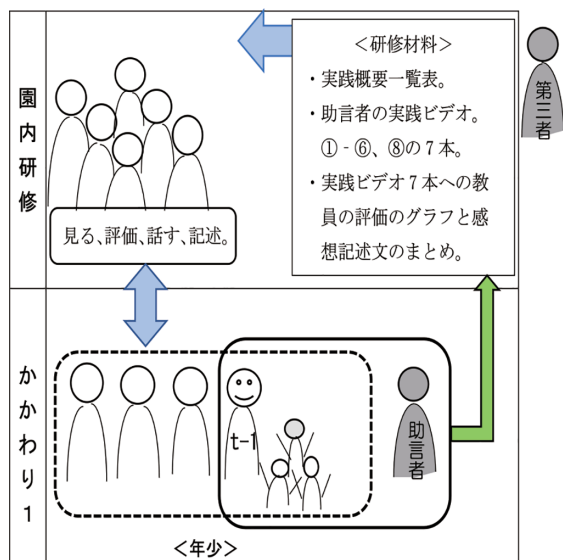 園内研修
＜研修材料＞
・実践概要一覧表。
・助言者の実践ビデオ。
①-⑥、⑧の７本。
・実践ビデオ７本への教
員の評価のグラフと感
想記述文のまとめ。
第三者
見る、評価、話す、記述。
かかわり１
t-1
助言者
＜年少＞